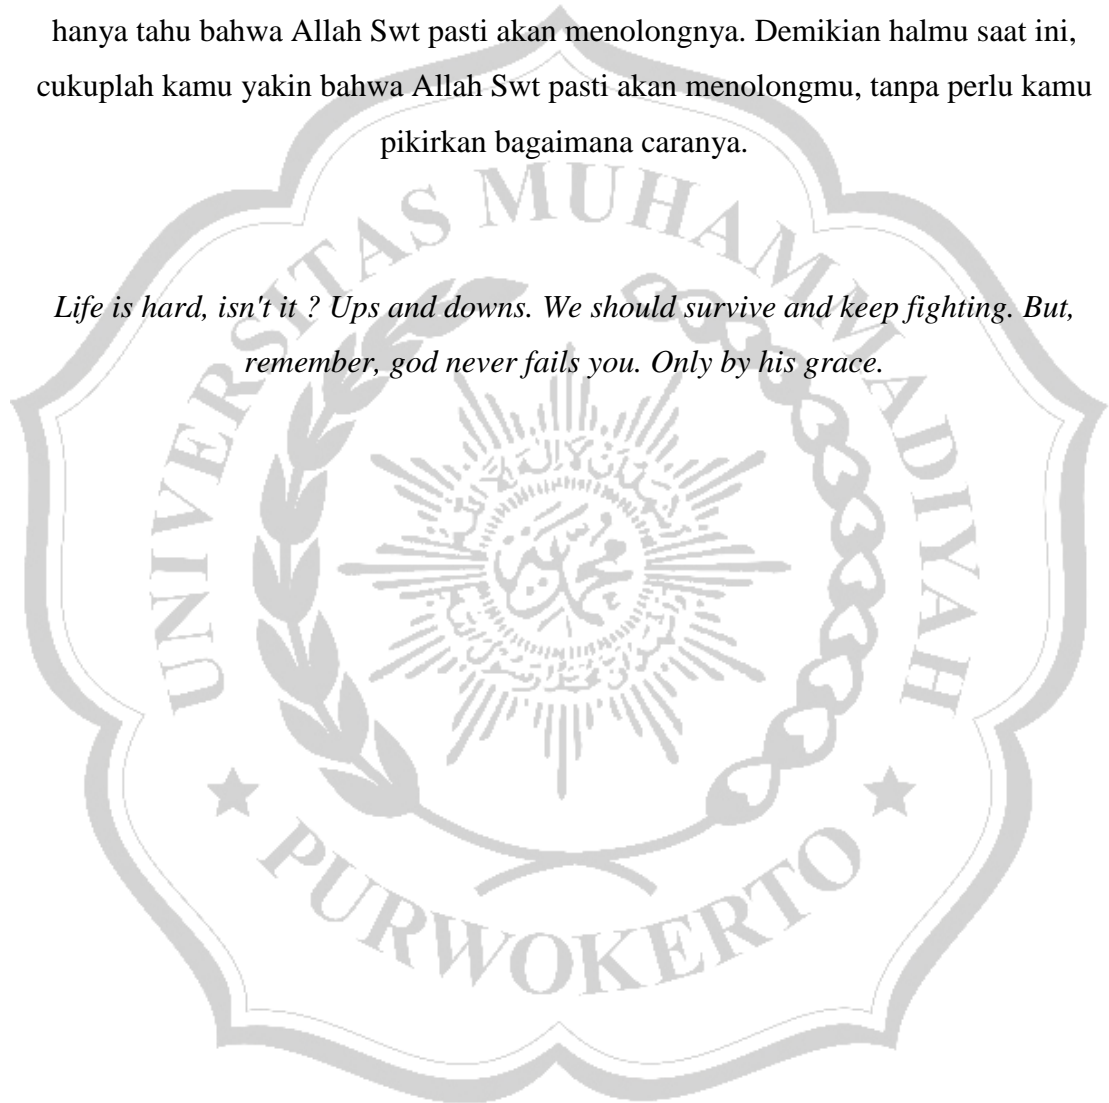 hanya tahu bahwa Allah Swt pasti akan menolongnya. Demikian halmu saat ini,
cukuplah kamu yakin bahwa Allah Swt pasti akan menolongmu, tanpa perlu kamu
pikirkan bagaimana caranya.
UNIVERSITAS MUHAMMADIYAH
Life is hard, isn't it ? Ups and downs. We should survive and keep fighting. But,
remember, god never fails you. Only by his grace.
محمدية
PURWOKERTO